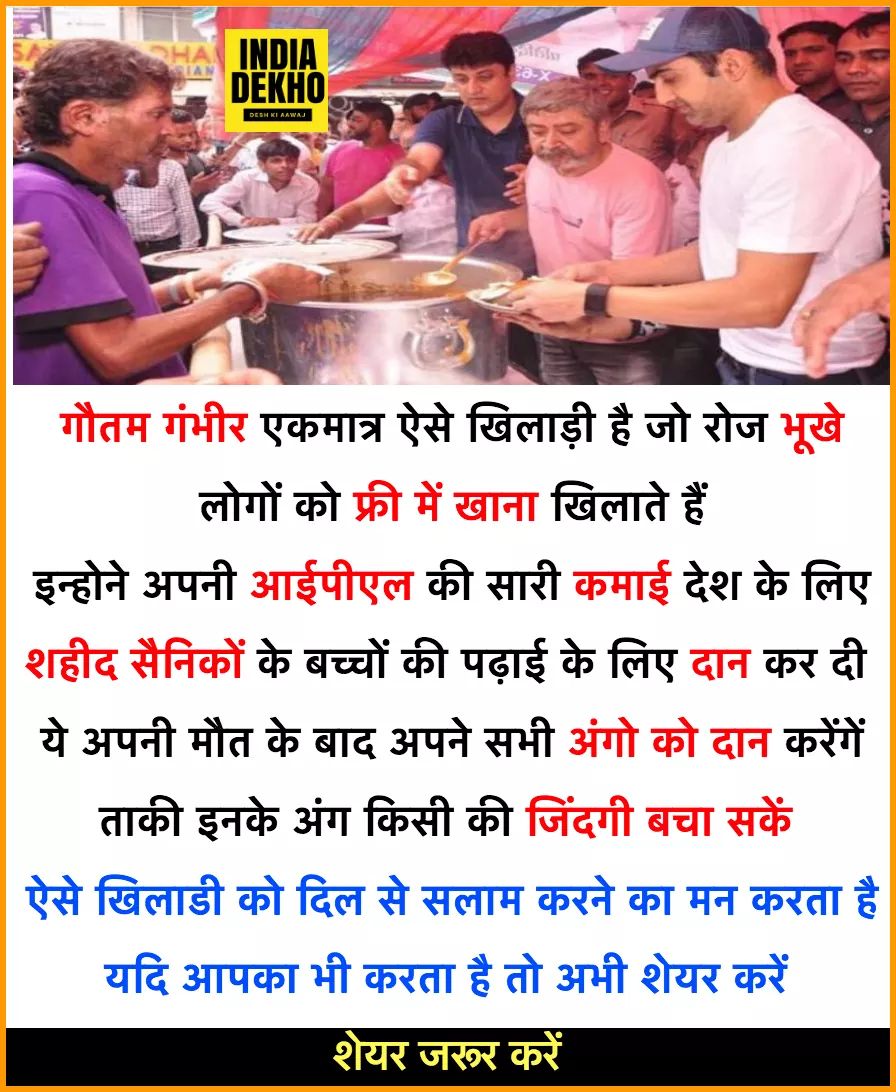 INDIA
DEKHO
DESH KI AAWAJ
गौतम गंभीर एकमात्र ऐसे खिलाड़ी है जो रोज भूखे
लोगों को फ्री में खाना खिलाते हैं
इन्होने अपनी आईपीएल की सारी कमाई देश के लिए
शहीद सैनिकों के बच्चों की पढ़ाई के लिए दान कर दी
ये अपनी मौत के बाद अपने सभी अंगो को दान करेंगें
ताकी इनके अंग किसी की जिंदगी बचा सकें
ऐसे खिलाडी को दिल से सलाम करने का मन करता है
यदि आपका भी करता है तो अभी शेयर करें
शेयर जरूर करें